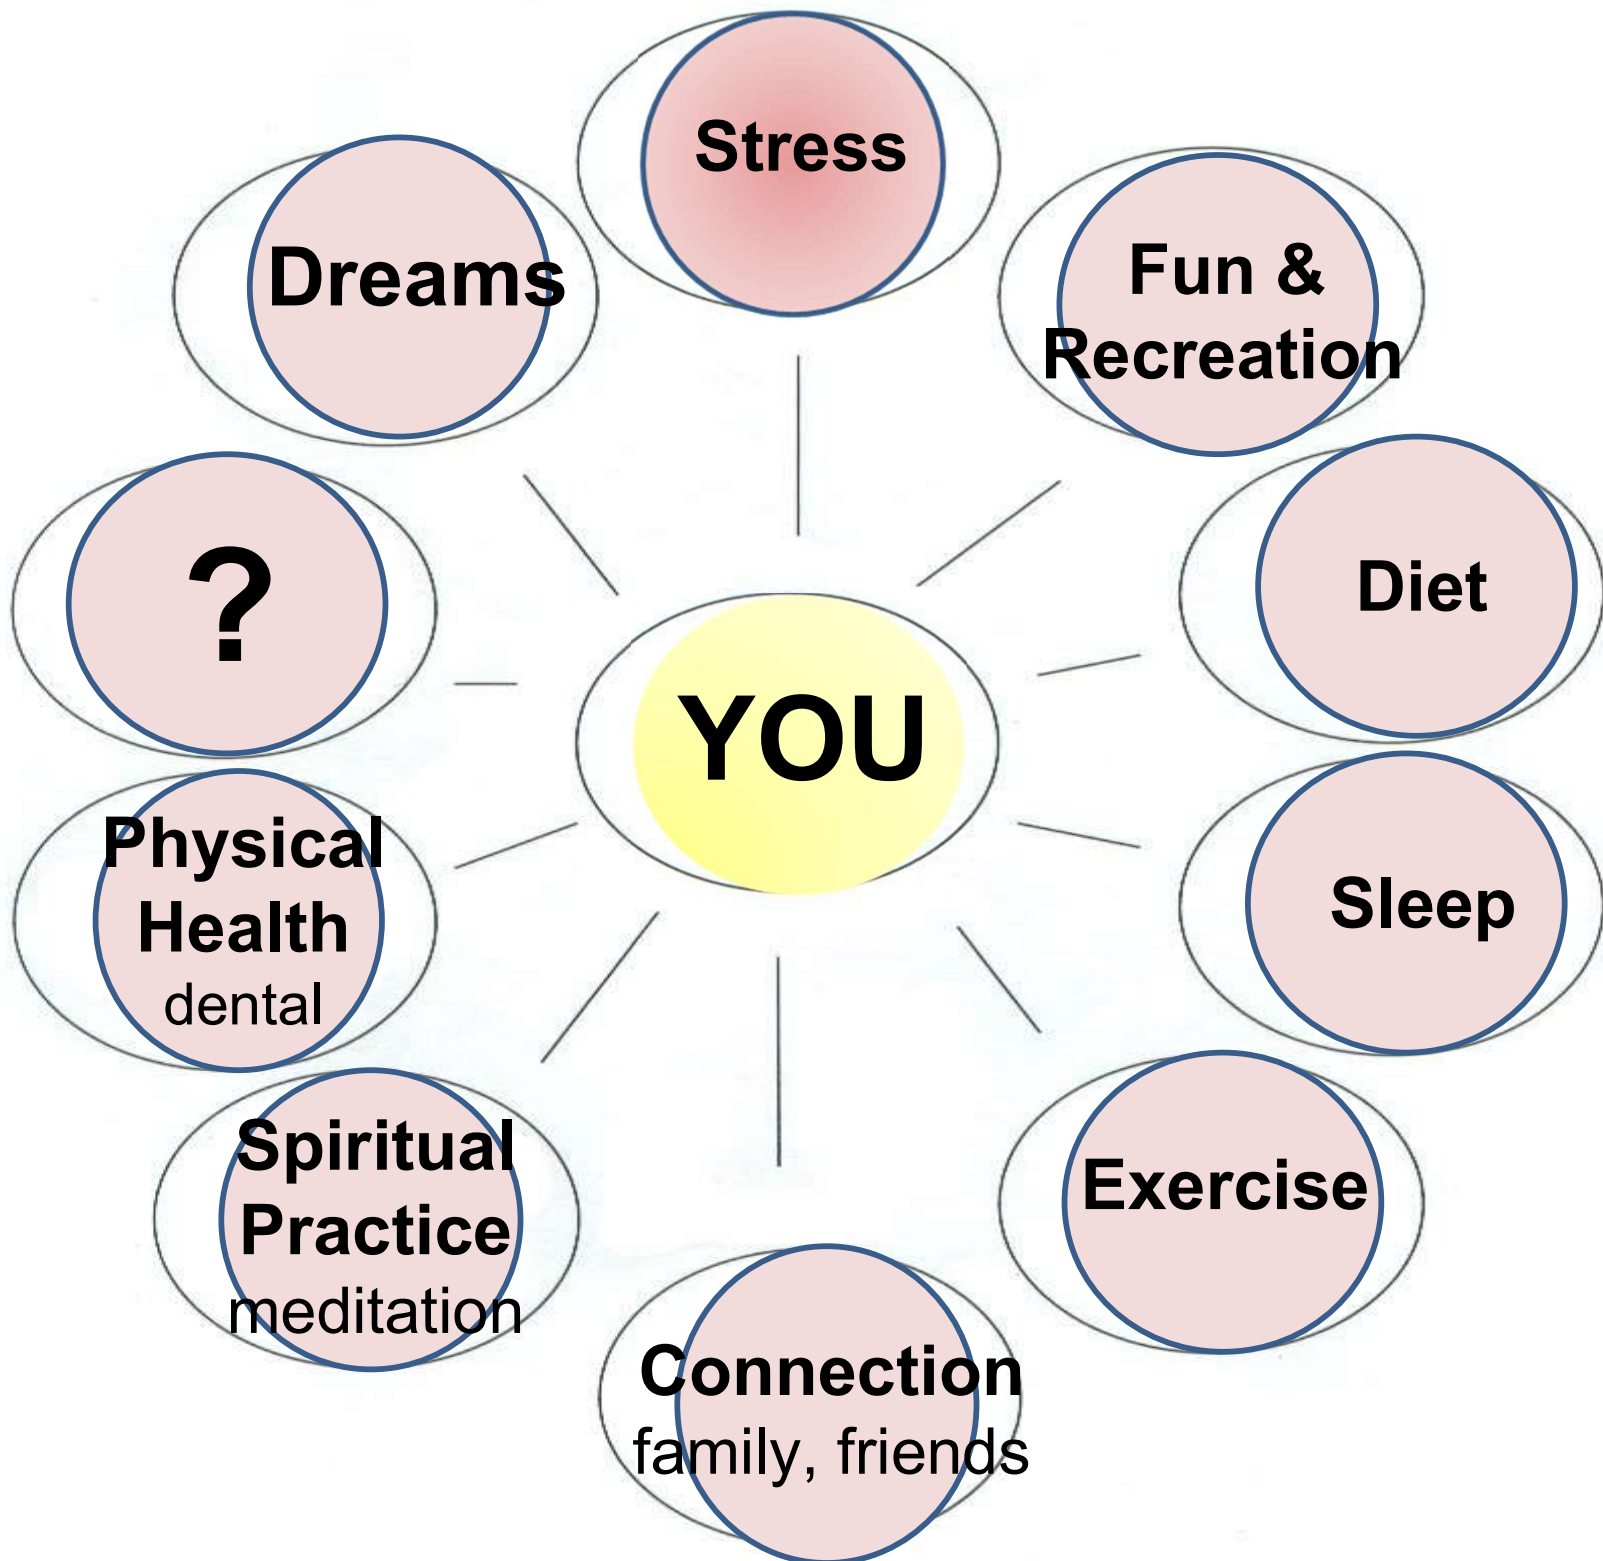 Stress
Dreams
Fun &
Recreation
?
Diet
YOU
Physical
Health
dental
Sleep
Spiritual
Practice
meditation
Exercise
Connection
family, friends